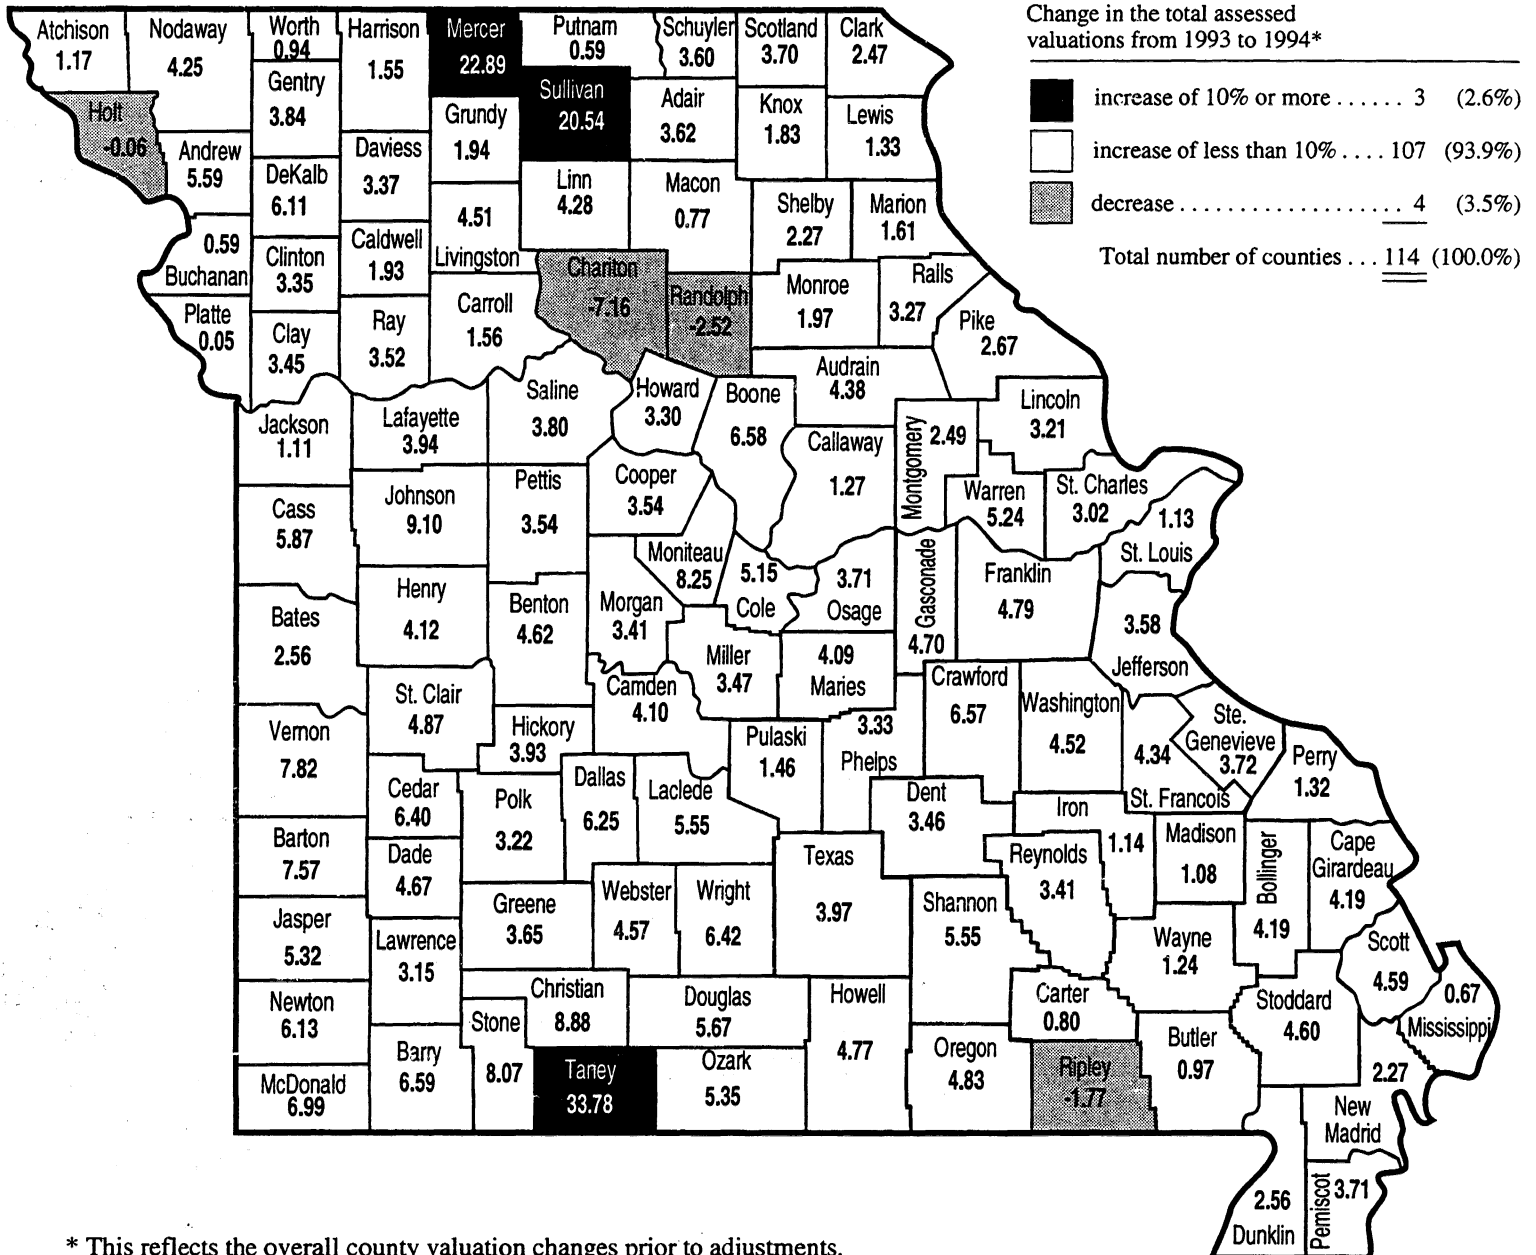 Change in the total assessed
valuations from 1993 to 1994*
increase of 10% or more ...... 3 (2.6%)
increase of less than 10% .... 107 (93.9%)
decrease ....................... 4 (3.5%)
Total number of counties ... 114 (100.0%)
Atchison
1.17
Nodaway
4.25
Worth
0.94
Harrison
1.55
Mercer
22.89
Putnam
0.59
Schuyler
3.60
Scotland
3.70
Clark
2.47
Holt
-0.06
Andrew
5.59
Gentry
3.84
DeKalb
6.11
Daviess
3.37
Grundy
1.94
Sullivan
20.54
Adair
3.62
Knox
1.83
Lewis
1.33
0.59
Buchanan
Clinton
3.35
Caldwell
1.93
4.51
Livingston
Linn
4.28
Macon
0.77
Shelby
2.27
Marion
1.61
Platte
0.05
Clay
3.45
Ray
3.52
Carroll
1.56
Chariton
-7.16
Randolph
-2.52
Monroe
1.97
Ralls
3.27
Pike
2.67
Audrain
4.38
Jackson
1.11
Lafayette
3.94
Saline
3.80
Howard
3.30
Boone
6.58
Callaway
1.27
Montgomery
2.49
Lincoln
3.21
Warren
5.24
St. Charles
3.02
1.13
St. Louis
Cass
5.87
Johnson
9.10
Pettis
3.54
Cooper
3.54
Moniteau
8.25
5.15
Cole
3.71
Osage
Gasconade
4.70
Franklin
4.79
3.58
Jefferson
Bates
2.56
Henry
4.12
Benton
4.62
Morgan
3.41
Miller
3.47
4.09
Maries
Camden
4.10
St. Clair
4.87
Hickory
3.93
Vernon
7.82
Pulaski
1.46
3.33
Phelps
Crawford
6.57
Washington
4.52
4.34
St. Francois
Ste.
Genevieve
3.72
Perry
1.32
Cedar
6.40
Polk
3.22
Dallas
6.25
Laclede
5.55
Dent
3.46
Iron
1.14
Madison
1.08
Bollinger
4.19
Cape
Girardeau
4.19
Barton
7.57
Dade
4.67
Greene
3.65
Webster
4.57
Wright
6.42
Texas
3.97
Reynolds
3.41
Shannon
5.55
Wayne
1.24
Scott
4.59
0.67
Mississippi
Jasper
5.32
Lawrence
3.15
Christian
8.88
Douglas
5.67
Howell
4.77
Carter
0.80
Butler
0.97
Stoddard
4.60
Newton
6.13
Stone
8.07
Barry
6.59
McDonald
6.99
Taney
33.78
Ozark
5.35
Oregon
4.83
Ripley
-1.77
2.27
New
Madrid
2.56
Dunklin
Pemiscot
3.71
* This reflects the overall county valuation changes prior to adjustments.